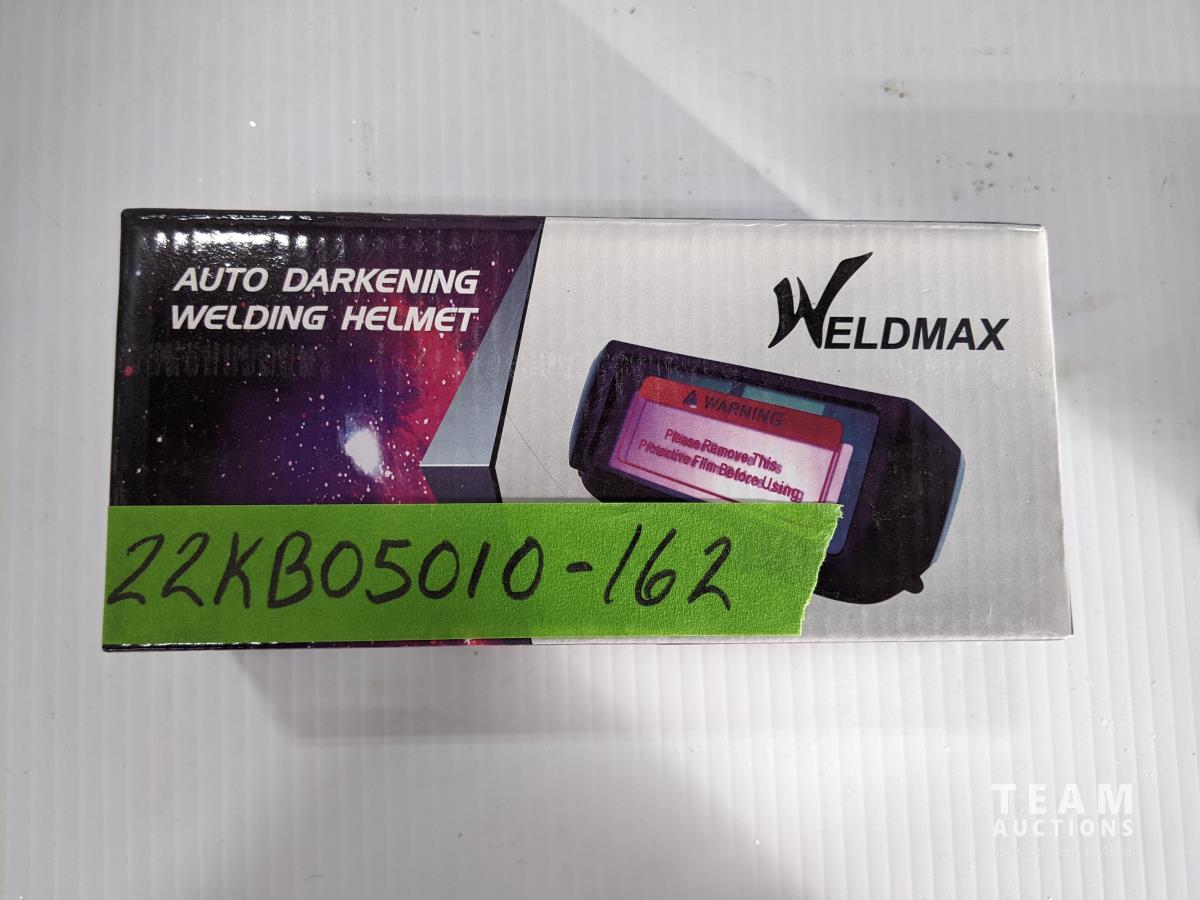 AUTO DARKENING
WELDING HELMET
WELDMAX
WARNING
Please Remove This
Protective Film Before Using
22KB05010-162
TEAM
AUCTIONS